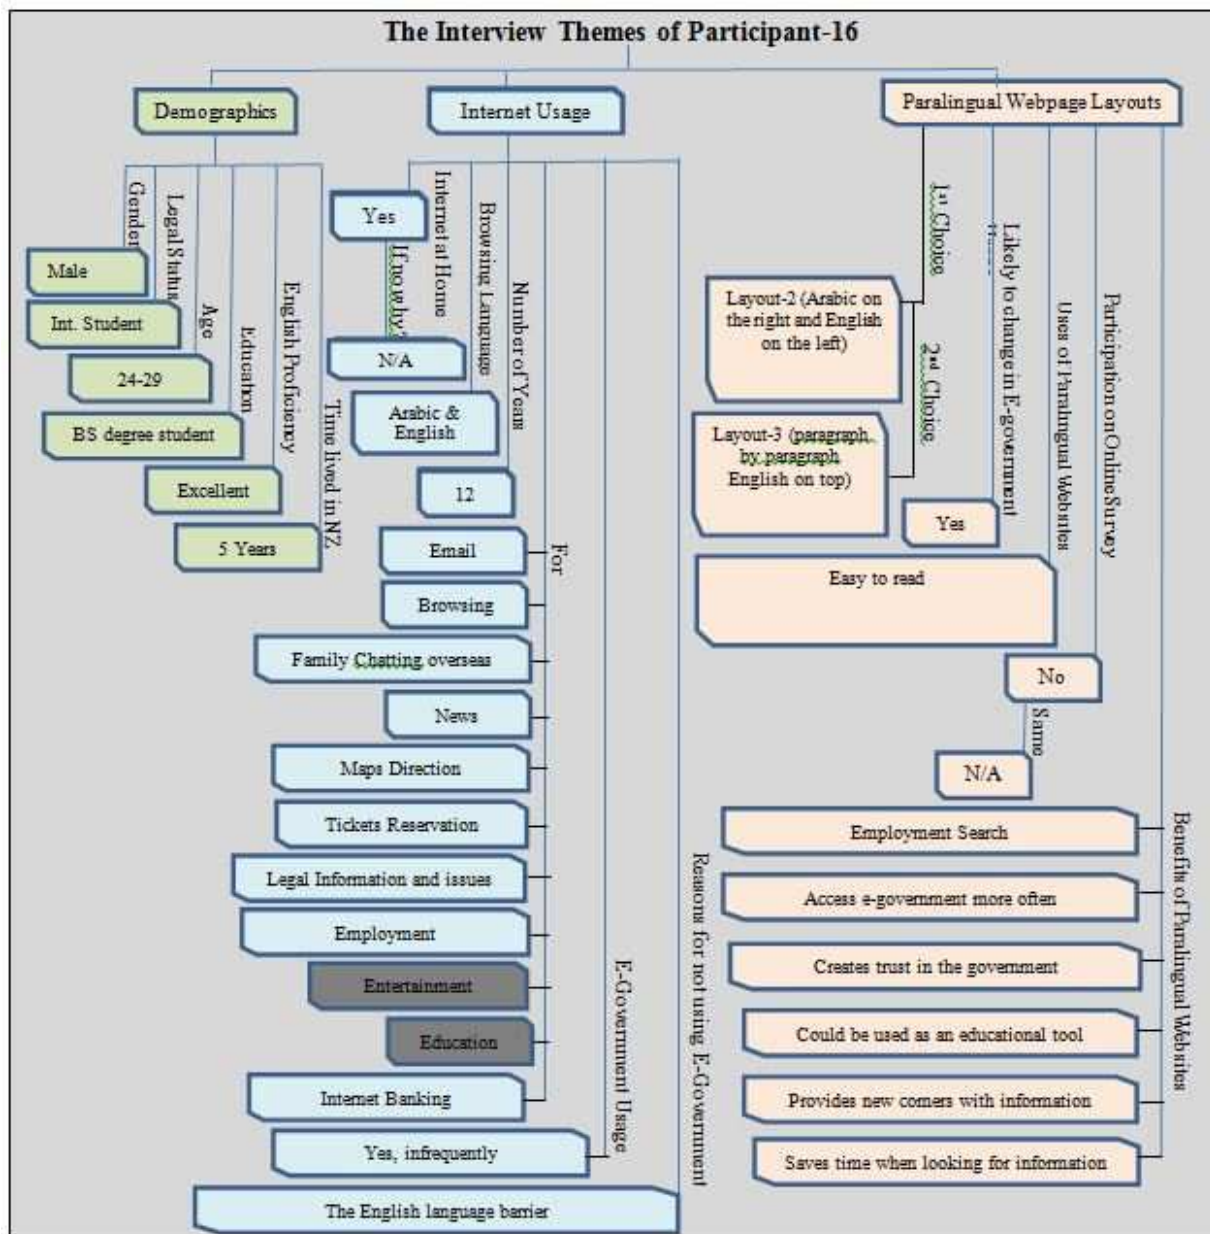 The Interview Themes of Participant-16
Demographics
Gender
Male
Legal Status
Int. Student
Age
24-29
Education
BS degree student
English Proficiency
Excellent
Time lived in NZ
5 Years
Internet Usage
Internet at Home
Yes
If no why?
N/A
Browsing Language
Arabic &
English
Number of Years
12
For
Email
Browsing
Family Chatting overseas
News
Maps Direction
Tickets Reservation
Legal Information and issues
Employment
Entertainment
Education
Internet Banking
E-Government Usage
Yes, infrequently
Reasons for not using E-Government
The English language barrier
Paralingual Webpage Layouts
1st Choice
Layout-2 (Arabic on
the right and English
on the left)
2nd Choice
Layout-3 (paragraph
by paragraph
English on top)
Likely to change in E-government
Yes
Uses of Paralingual Websites
Easy to read
Participation on Online Survey
No
Same
N/A
Benefits of Paralingual Websites
Employment Search
Access e-government more often
Creates trust in the government
Could be used as an educational tool
Provides new comers with information
Saves time when looking for information